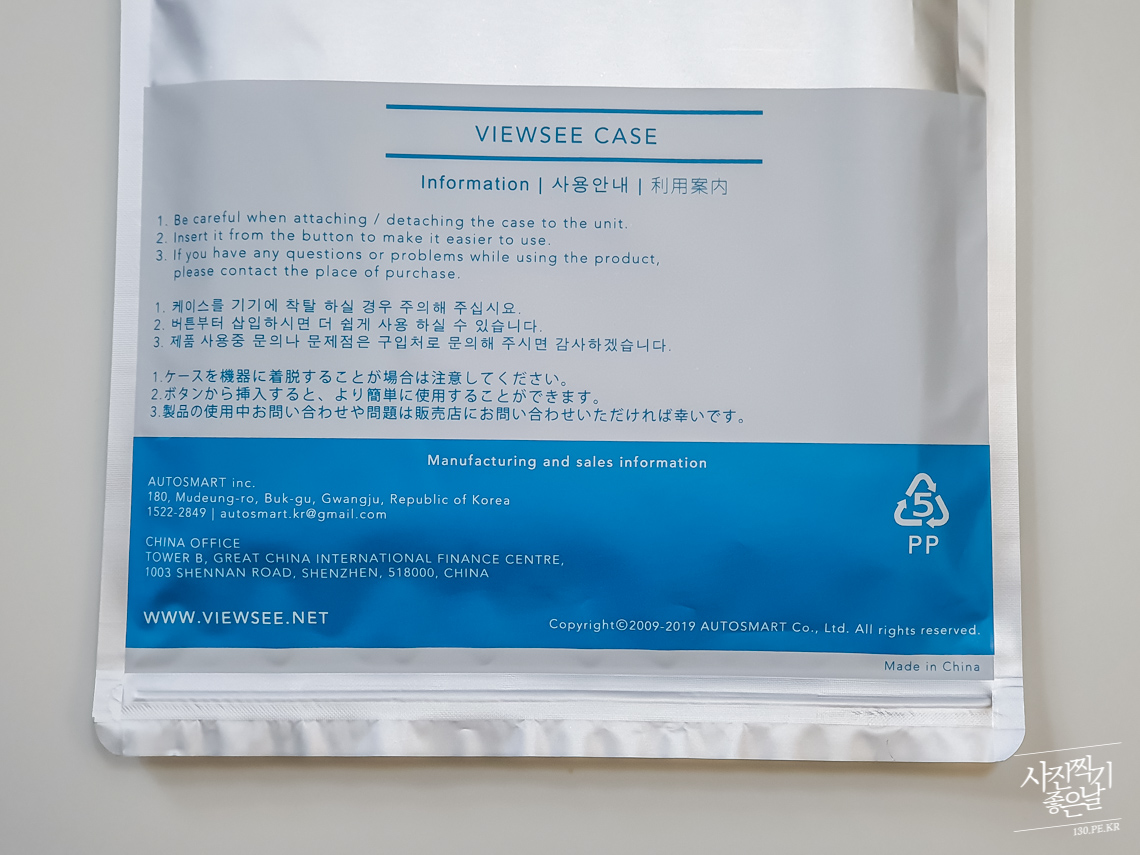 VIEWSEE CASE
Information | 사용안내 | 利用案内
1. Be careful when attaching / detaching the case to the unit.
2. Insert it from the button to make it easier to use.
3. If you have any questions or problems while using the product,
please contact the place of purchase.
1. 케이스를 기기에 착탈 하실 경우 주의해 주십시요.
2. 버튼부터 삽입하시면 더 쉽게 사용 하실 수 있습니다.
3. 제품 사용중 문의나 문제점은 구입처로 문의해 주시면 감사하겠습니다.
1.ケースを機器に着脱することが場合は注意してください。
2.ボタンから挿入すると、より簡単に使用することができます。
3.製品の使用中お問い合わせや問題は販売店にお問い合わせいただければ幸いです。
Manufacturing and sales information
AUTOSMART inc.
180, Mudeung-ro, Buk-gu, Gwangju, Republic of Korea
1522-2849 | autosmart.kr@gmail.com
5
PP
CHINA OFFICE
TOWER B, GREAT CHINA INTERNATIONAL FINANCE CENTRE,
1003 SHENNAN ROAD, SHENZHEN, 518000, CHINA
WWW.VIEWSEE.NET
Copyright©2009-2019 AUTOSMART Co., Ltd. All rights reserved.
Made in China
사진찍기
좋은날
130.PE.KR